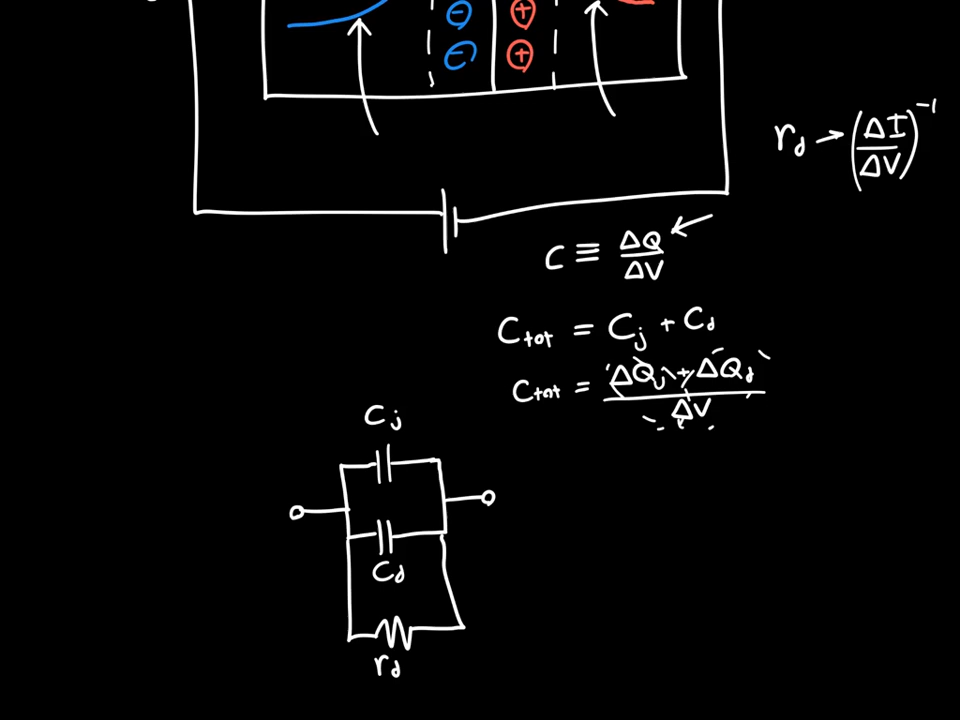 ⊖ ⊕
⊖ ⊕
r_d → (ΔI/ΔV)^-1
C ≡ ΔQ/ΔV
C_tot = C_j + C_d
C_tot = (ΔQ_j + ΔQ_d)/ΔV
C_j
C_d
r_d